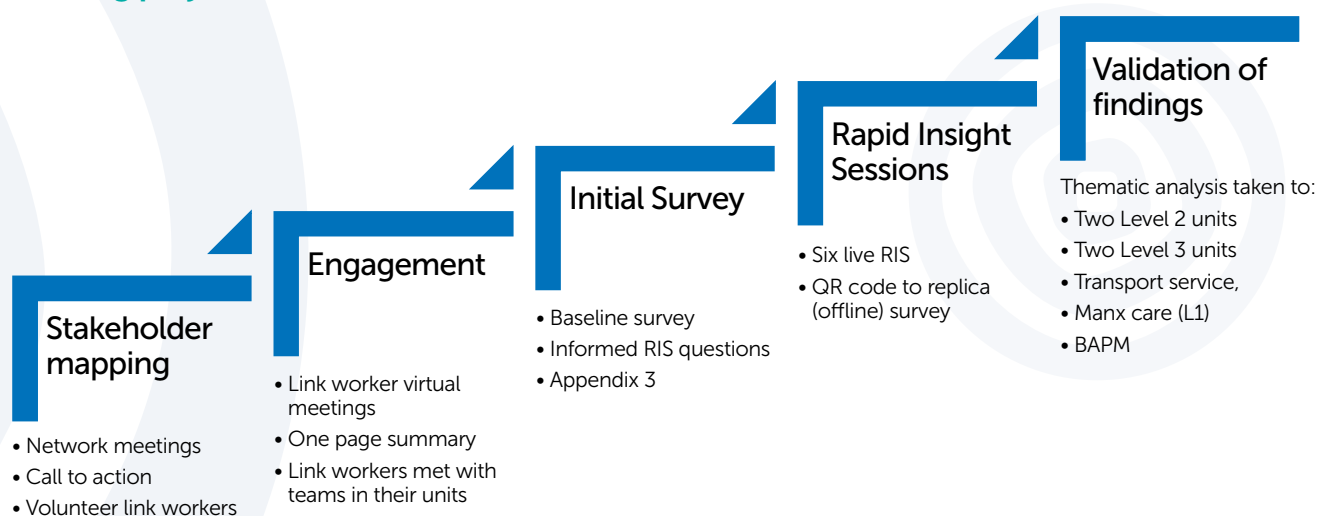 Stakeholder
mapping
• Network meetings
• Call to action
• Volunteer link workers
Engagement
• Link worker virtual
meetings
• One page summary
• Link workers met with
teams in their units
Initial Survey
• Baseline survey
• Informed RIS questions
• Appendix 3
Rapid Insight
Sessions
• Six live RIS
• QR code to replica
(offline) survey
Validation of
findings
Thematic analysis taken to:
• Two Level 2 units
• Two Level 3 units
• Transport service,
• Manx care (L1)
• BAPM